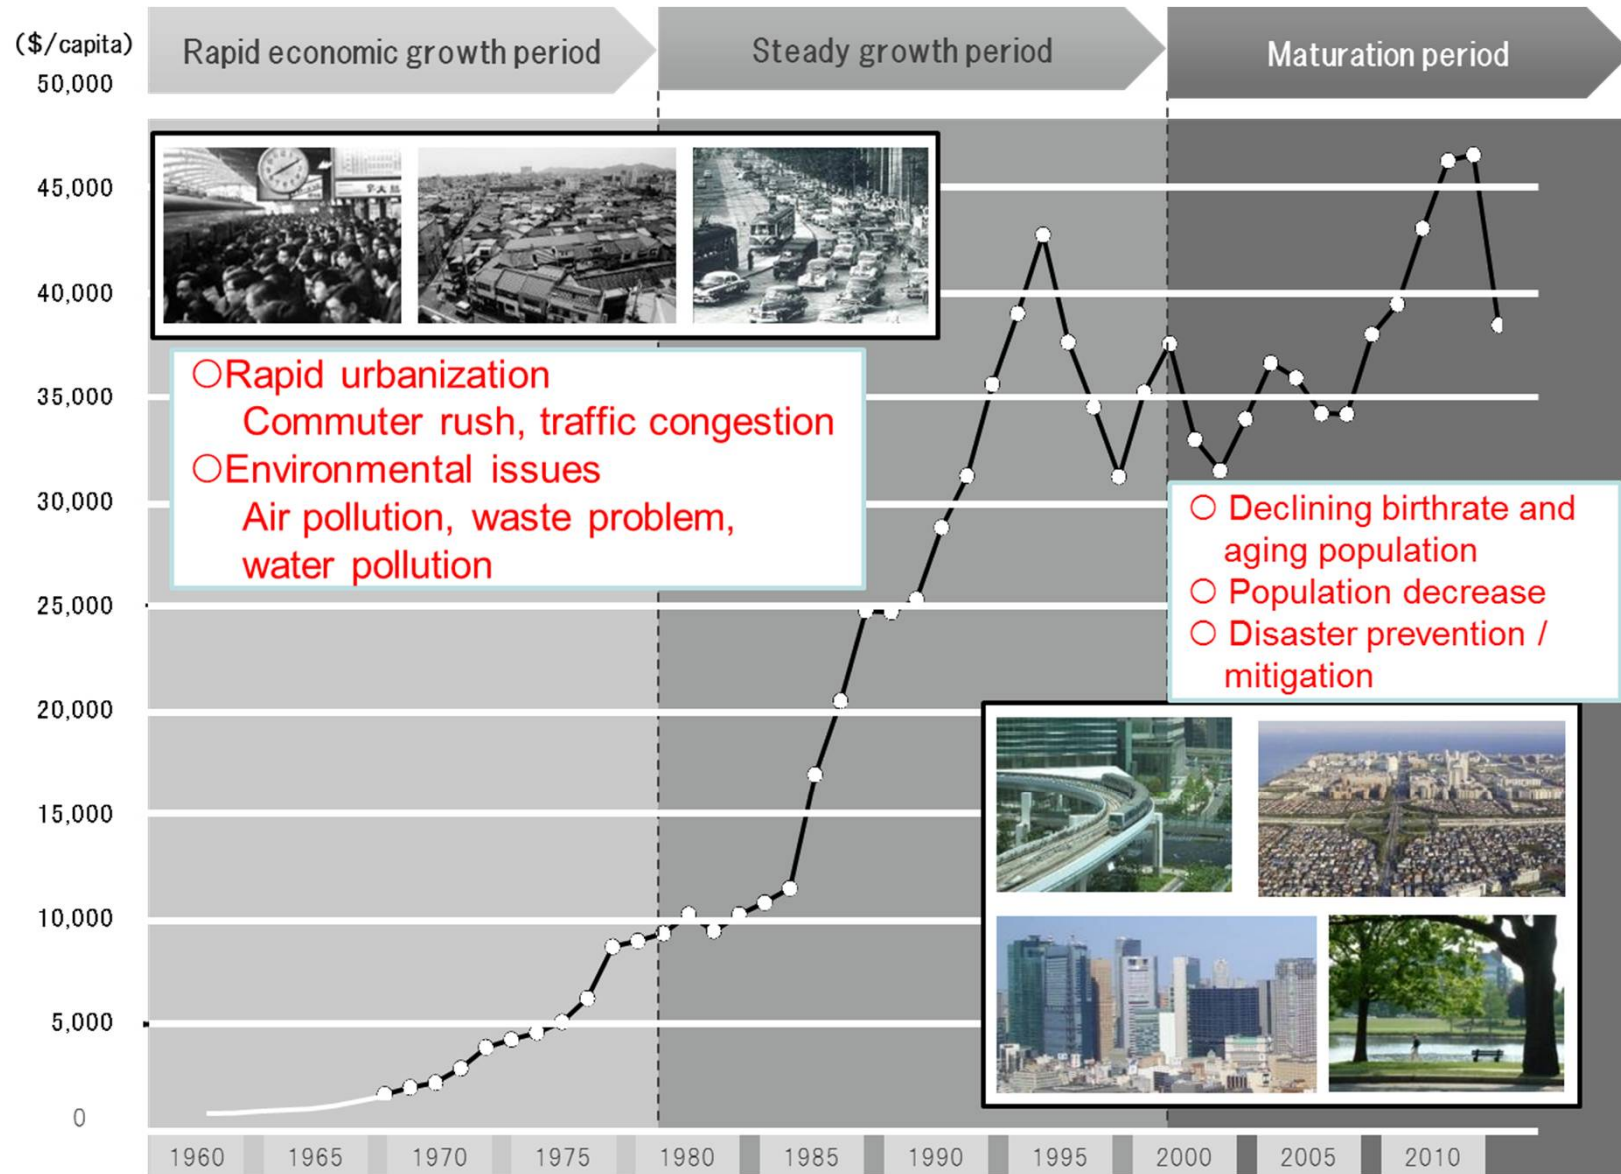 ($/capita)
Rapid economic growth period
Steady growth period
Maturation period
50,000
45,000
40,000
35,000
30,000
25,000
20,000
15,000
10,000
5,000
0
○Rapid urbanization
Commuter rush, traffic congestion
○Environmental issues
Air pollution, waste problem,
water pollution
○ Declining birthrate and
aging population
○ Population decrease
○ Disaster prevention /
mitigation
1960
1965
1970
1975
1980
1985
1990
1995
2000
2005
2010